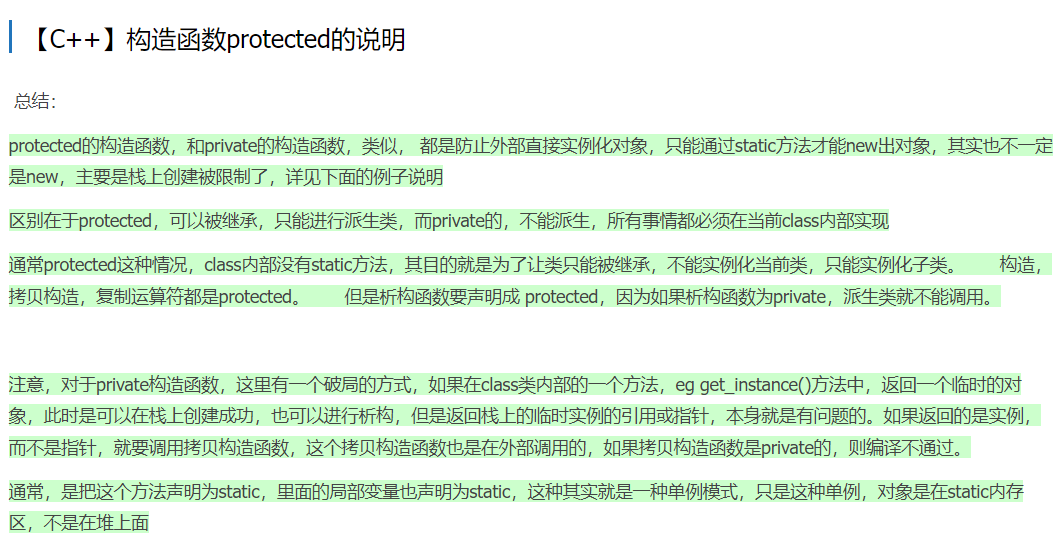 【C++】构造函数protected的说明
总结：
protected的构造函数，和private的构造函数，类似， 都是防止外部直接实例化对象，只能通过static方法才能new出对象，其实也不一定
是new，主要是栈上创建被限制了，详见下面的例子说明
区别在于protected，可以被继承，只能进行派生类，而private的，不能派生，所有事情都必须在当前class内部实现
通常protected这种情况，class内部没有static方法，其目的就是为了让类只能被继承，不能实例化当前类，只能实例化子类。 构造，
拷贝构造，复制运算符都是protected。 但是析构函数要声明成 protected，因为如果析构函数为private，派生类就不能调用。
注意，对于private构造函数，这里有一个破局的方式，如果在class类内部的一个方法，eg get_instance()方法中，返回一个临时的对
象，此时是可以在栈上创建成功，也可以进行析构，但是返回栈上的临时实例的引用或指针，本身就是有问题的。如果返回的是实例，
而不是指针，就要调用拷贝构造函数，这个拷贝构造函数也是在外部调用的，如果拷贝构造函数是private的，则编译不通过。
通常，是把这个方法声明为static，里面的局部变量也声明为static，这种其实就是一种单例模式，只是这种单例，对象是在static内存
区，不是在堆上面